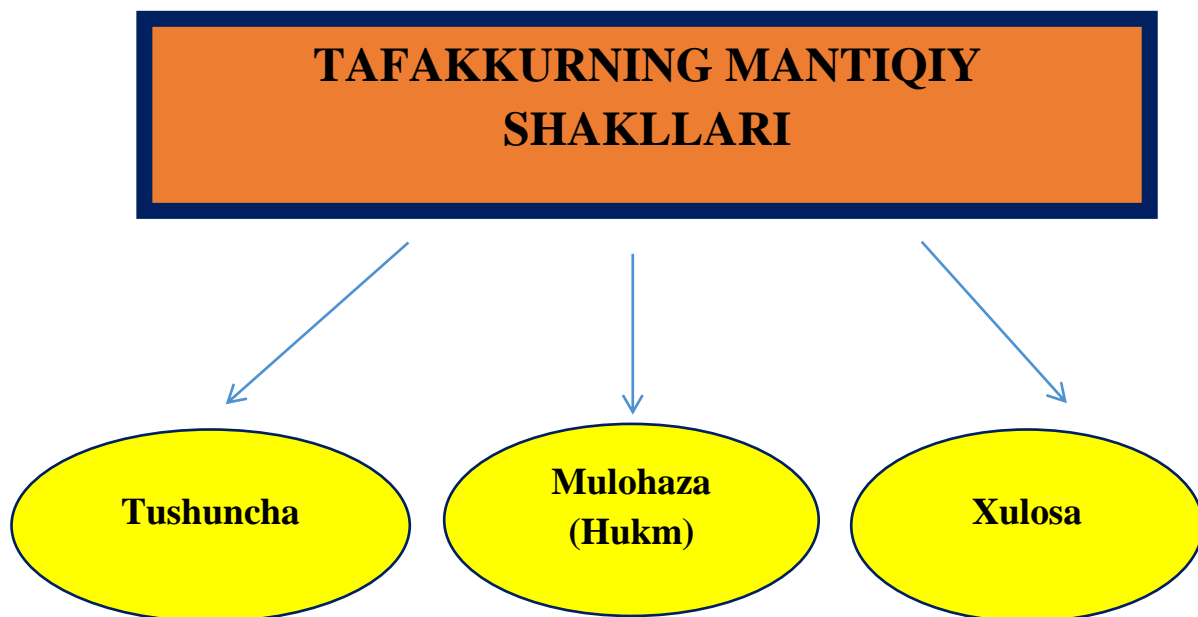 TAFAKKURNING MANTIQIY
SHAKLLARI
Tushuncha
Mulohaza
(Hukm)
Xulosa